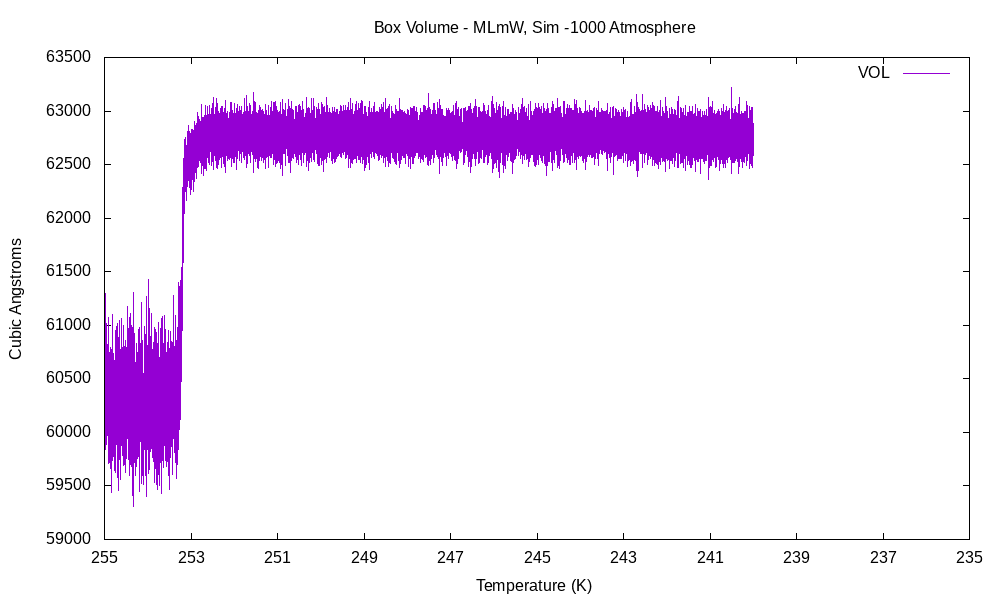 Box Volume - MLmW, Sim -1000 Atmosphere
VOL
63500
63000
62500
62000
61500
61000
60500
60000
59500
59000
Cubic Angstroms
255 253 251 249 247 245 243 241 239 237 235
Temperature (K)